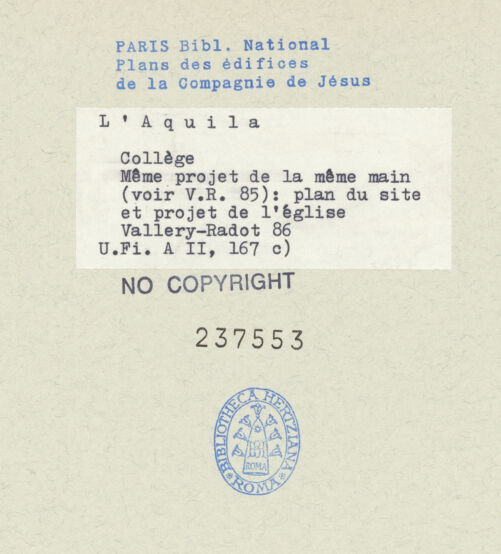 PARIS Bibl. National
Plans des édifices
de la Compagnie de Jésus
L'Aquila
Collège
Même projet de la même main
(voir V.R. 85): plan du site
et projet de l'église
Vallery-Radot 86
U.Fi. A II, 167 c)
NO COPYRIGHT
237553
BIBLIOTHECA HERTZIANA
ROMA
*ROMA*